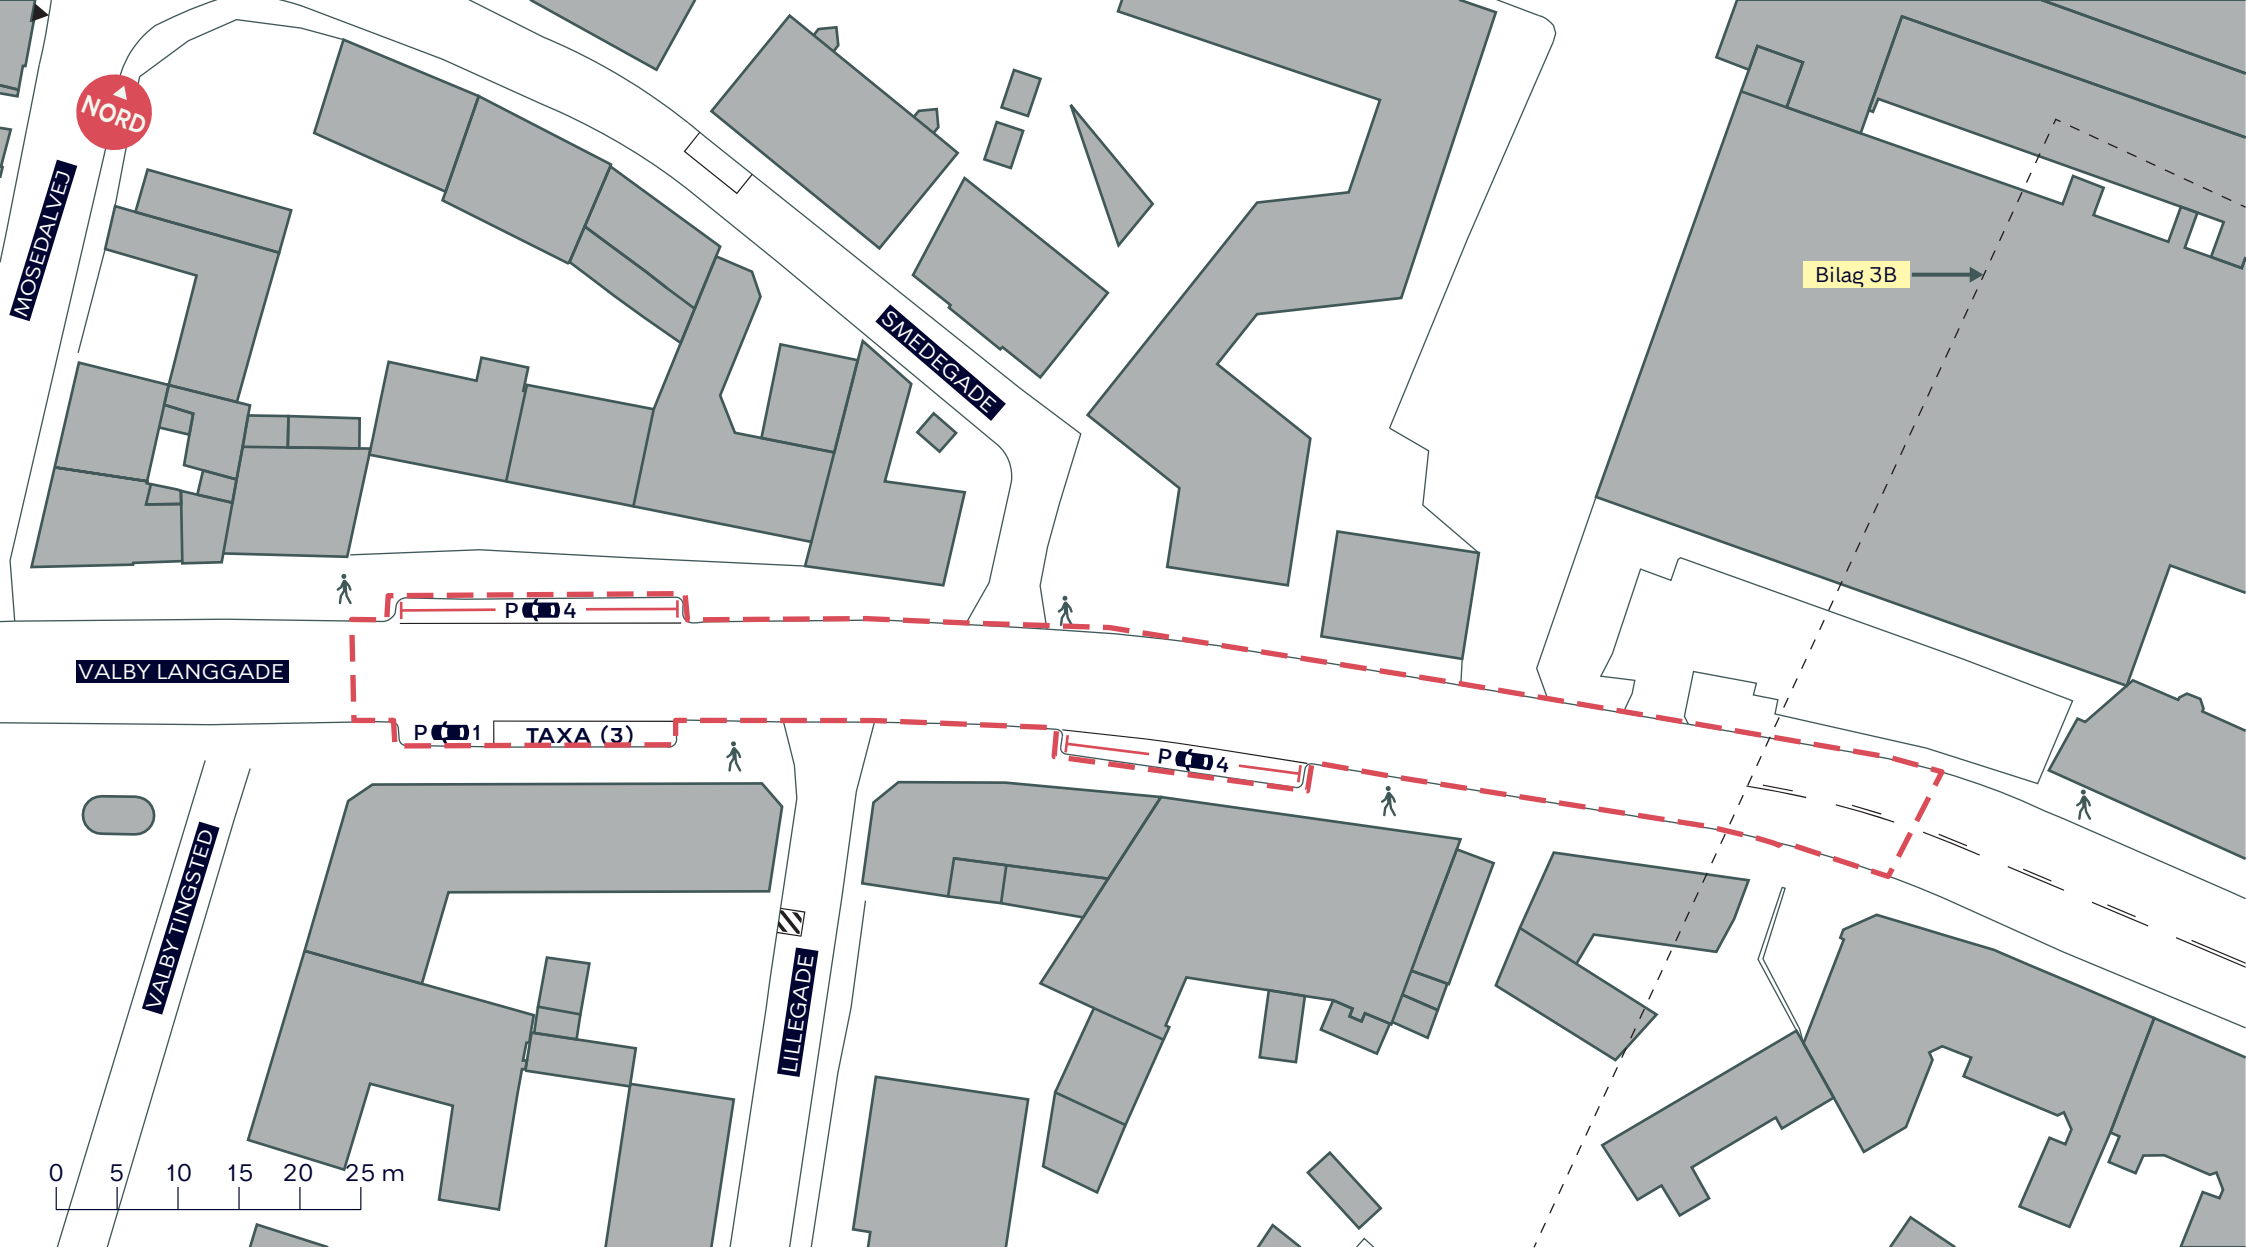 NORD
MOSEDALVEJ
Bilag 3B
SMEDEGADE
P 4
VALBY LANGGADE
P 1
TAXA (3)
P 4
VALBY TINGSTED
LILLEGADE
0 5 10 15 20 25 m